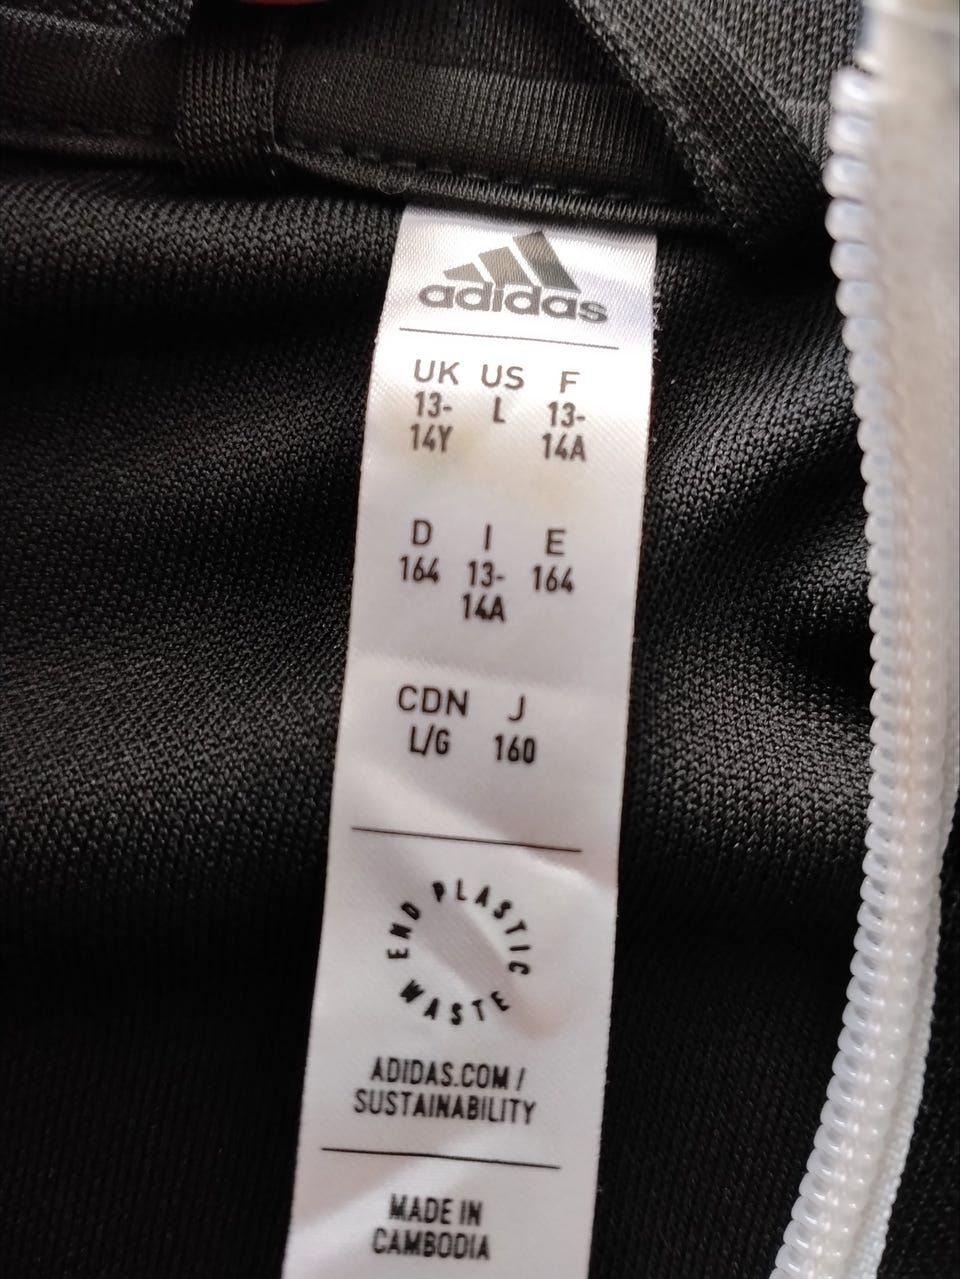 adidas
UK US F
13- L 13-
14Y 14A
D I E
164 13- 164
14A
CDN J
L/G 160
END PLASTIC WASTE
ADIDAS.COM /
SUSTAINABILITY
MADE IN
CAMBODIA